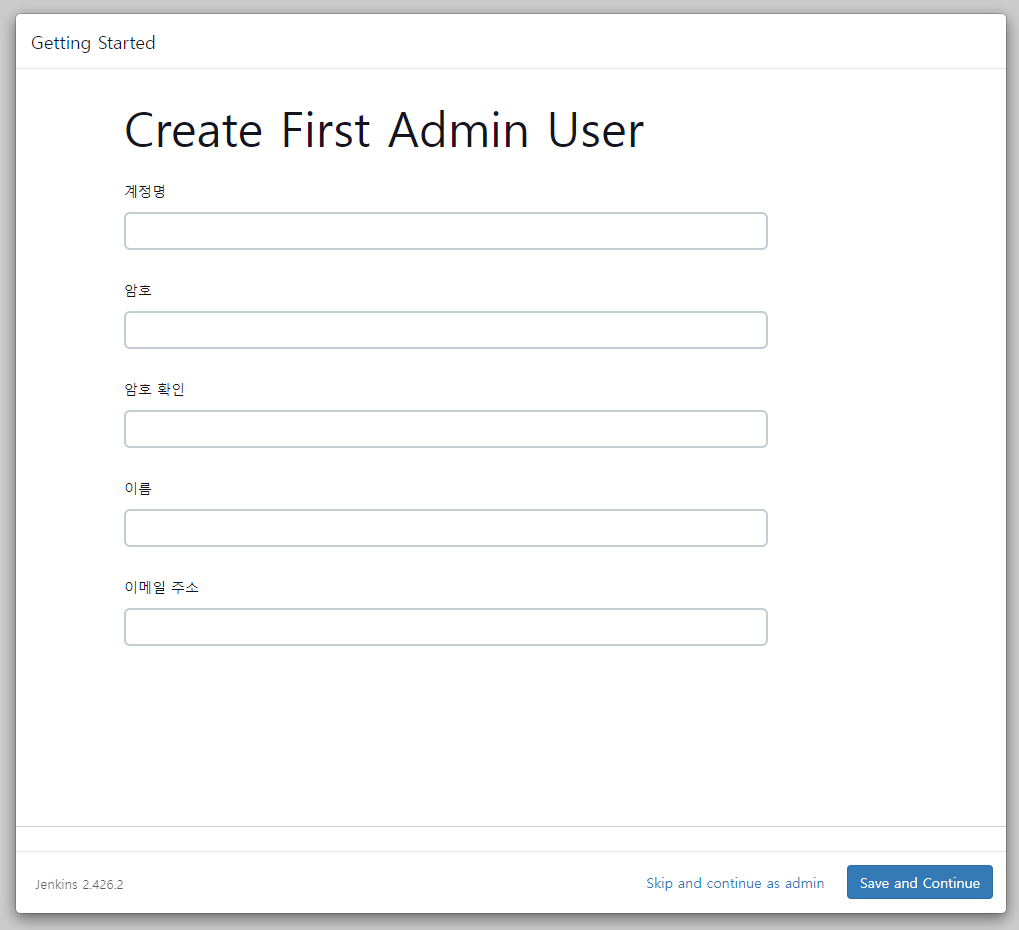 Getting Started
Create First Admin User
계정명
암호
암호 확인
이름
이메일 주소
Jenkins 2.426.2
Skip and continue as admin
Save and Continue